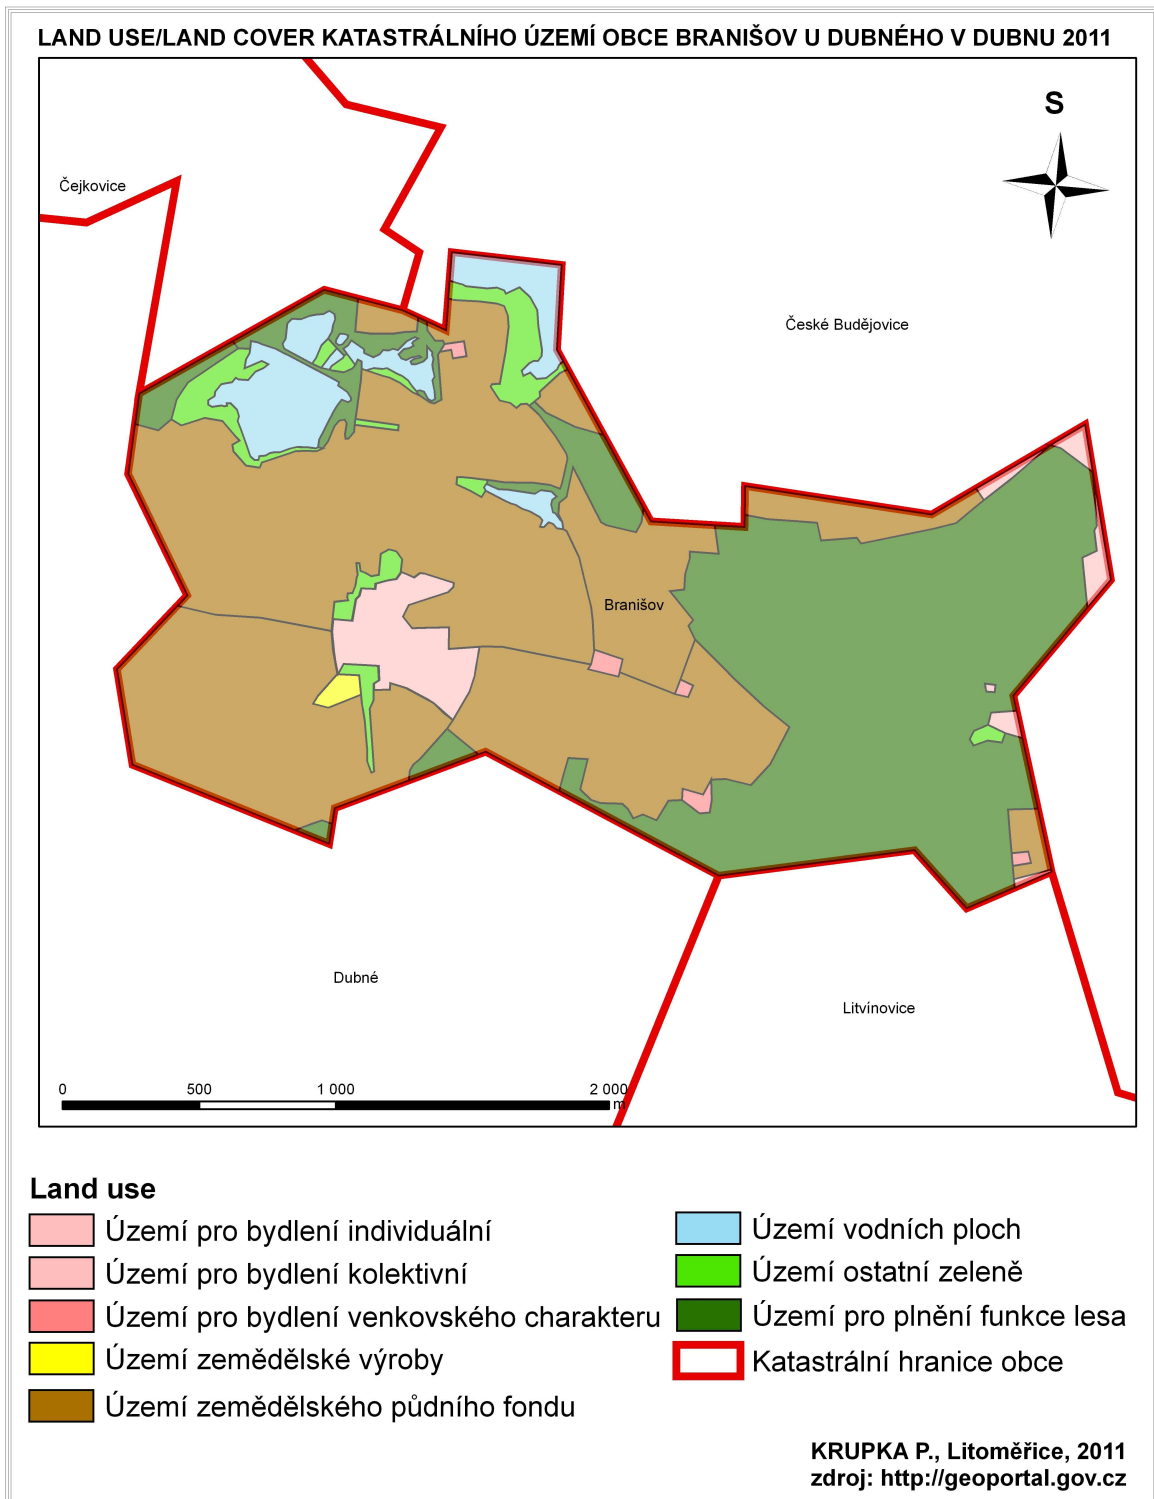 LAND USE/LAND COVER KATASTRÁLNÍHO ÚZEMÍ OBCE BRANIŠOV U DUBNÉHO V DUBNU 2011
S
Čejkovice
České Budějovice
Branišov
Dubné
Litvínovice
0 500 1 000 2 000
m
Land use
Území pro bydlení individuální
Území pro bydlení kolektivní
Území pro bydlení venkovského charakteru
Území zemědělské výroby
Území zemědělského půdního fondu
Území vodních ploch
Území ostatní zeleně
Území pro plnění funkce lesa
Katastrální hranice obce
KRUPKA P., Litoměřice, 2011
zdroj: http://geoportal.gov.cz